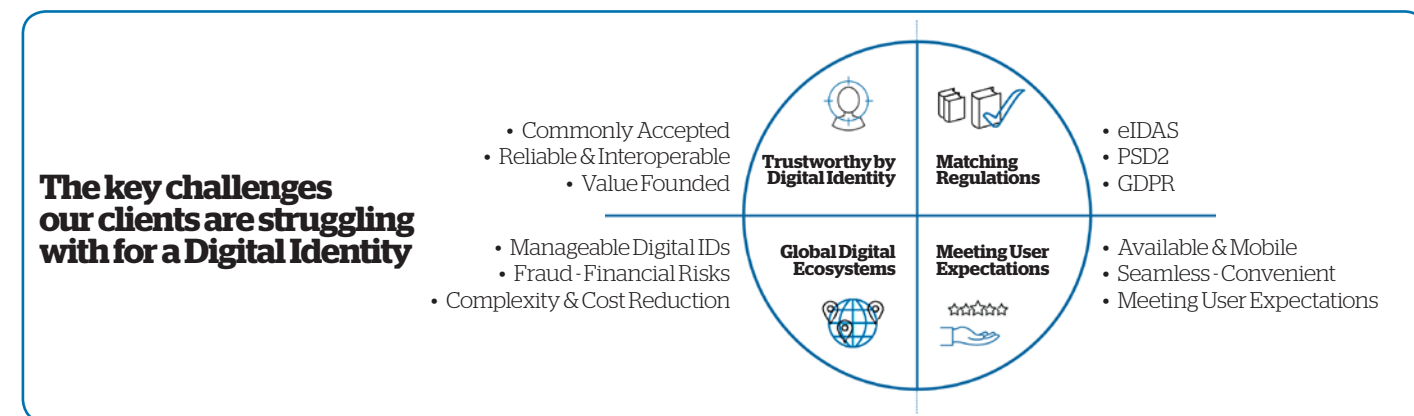 The key challenges
our clients are struggling
with for a Digital Identity
• Commonly Accepted
• Reliable & Interoperable
• Value Founded
Trustworthy by
Digital Identity
Matching
Regulations
• eIDAS
• PSD2
• GDPR
• Manageable Digital IDs
• Fraud - Financial Risks
• Complexity & Cost Reduction
Global Digital
Ecosystems
Meeting User
Expectations
• Available & Mobile
• Seamless - Convenient
• Meeting User Expectations